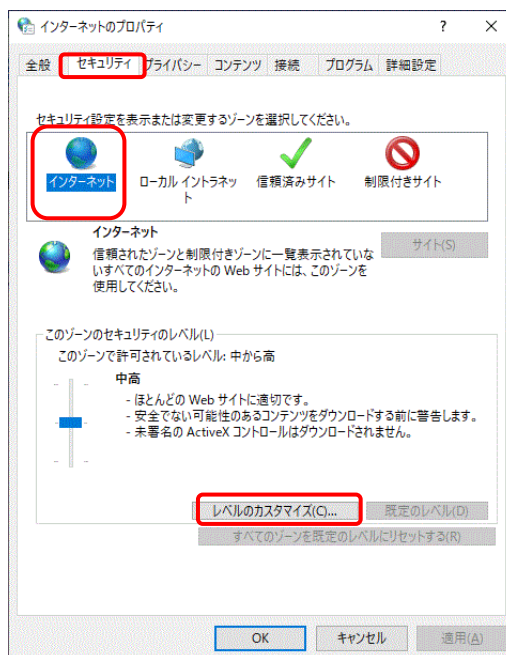 インターネットのプロパティ
? ×
全般 セキュリティ プライバシー コンテンツ 接続 プログラム 詳細設定
セキュリティ設定を表示または変更するゾーンを選択してください。
インターネット ローカル イントラネット 信頼済みサイト 制限付きサイト
インターネット
サイト(S)
信頼されたゾーンと制限付きゾーンに一覧表示されていな
いすべてのインターネットの Web サイトには、このゾーンを
使用してください。
このゾーンのセキュリティのレベル(L)
このゾーンで許可されているレベル: 中から高
中高
- ほとんどの Web サイトに適切です。
- 安全でない可能性のあるコンテンツをダウンロードする前に警告します。
- 未署名の ActiveX コントロールはダウンロードされません。
レベルのカスタマイズ(C)... 既定のレベル(D)
すべてのゾーンを既定のレベルにリセットする(R)
OK キャンセル 適用(A)